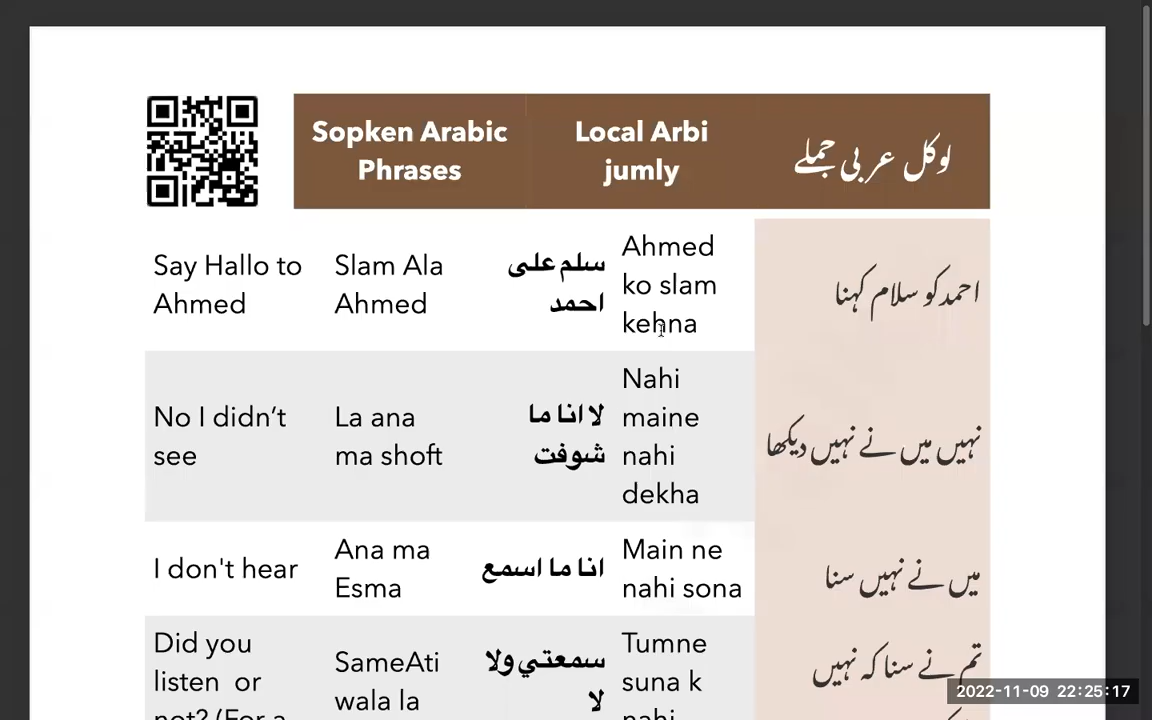 Sopken Arabic
Phrases
Local Arbi
jumly
لوکل عربی جملے
Say Hallo to
Ahmed
Slam Ala
Ahmed
سلم على
احمد
Ahmed
ko slam
kehna
احمد کو سلام کہنا
No I didn’t
see
La ana
ma shoft
لا انا ما
شوفت
Nahi
maine
nahi
dekha
نہیں میں نے نہیں دیکھا
I don't hear
Ana ma
Esma
انا ما اسمع
Main ne
nahi sona
میں نے نہیں سنا
Did you
listen or
not? (For a
SameAti
wala la
سمعتي ولا
لا
Tumne
suna k
nahi
تم نے سنا کہ نہیں
2022-11-09 22:25:17